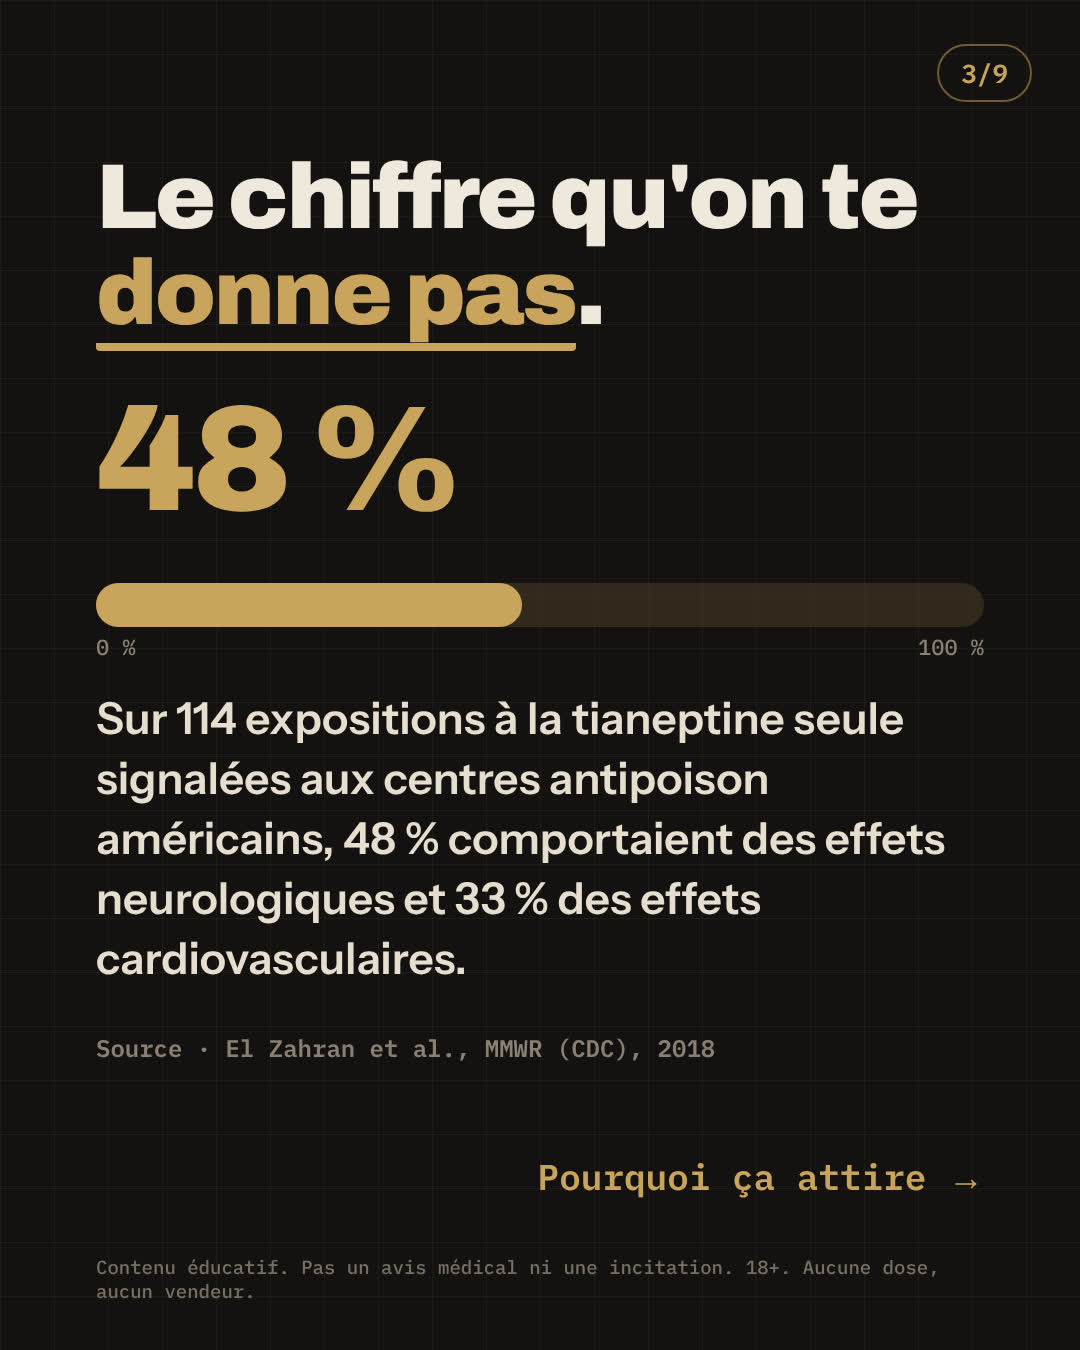 3/9
Le chiffre qu'on te
donne pas.
48 %
0 %
100 %
Sur 114 expositions à la tianeptine seule
signalées aux centres antipoison
américains, 48 % comportaient des effets
neurologiques et 33 % des effets
cardiovasculaires.
Source · El Zahran et al., MMWR (CDC), 2018
Pourquoi ça attire →
Contenu éducatif. Pas un avis médical ni une incitation. 18+. Aucune dose,
aucun vendeur.